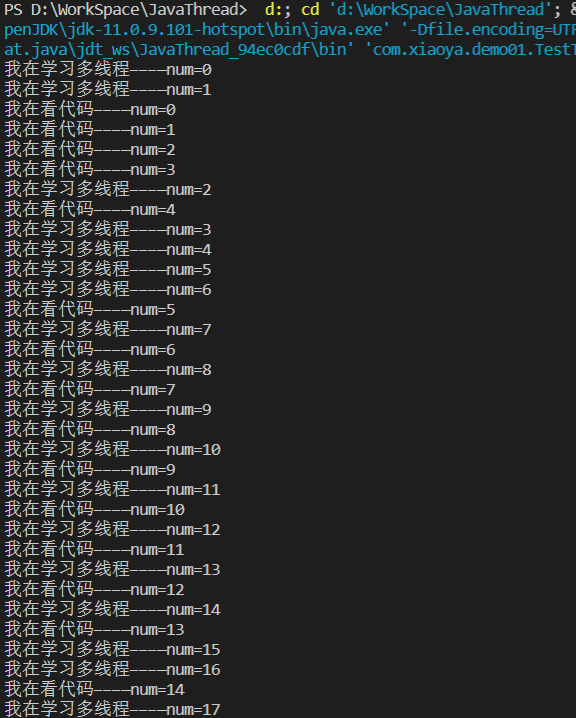 PS D:\WorkSpace\JavaThread>  d:; cd 'd:\WorkSpace\JavaThread'; &
penJDK\jdk-11.0.9.101-hotspot\bin\java.exe' '-Dfile.encoding=UTF
at.java\jdt_ws\JavaThread_94ec0cdf\bin' 'com.xiaoya.demo01.TestT
我在学习多线程————num=0
我在学习多线程————num=1
我在看代码————num=0
我在看代码————num=1
我在看代码————num=2
我在看代码————num=3
我在学习多线程————num=2
我在看代码————num=4
我在学习多线程————num=3
我在学习多线程————num=4
我在学习多线程————num=5
我在学习多线程————num=6
我在看代码————num=5
我在学习多线程————num=7
我在看代码————num=6
我在学习多线程————num=8
我在看代码————num=7
我在学习多线程————num=9
我在看代码————num=8
我在学习多线程————num=10
我在看代码————num=9
我在学习多线程————num=11
我在看代码————num=10
我在学习多线程————num=12
我在看代码————num=11
我在学习多线程————num=13
我在看代码————num=12
我在学习多线程————num=14
我在看代码————num=13
我在学习多线程————num=15
我在学习多线程————num=16
我在看代码————num=14
我在学习多线程————num=17